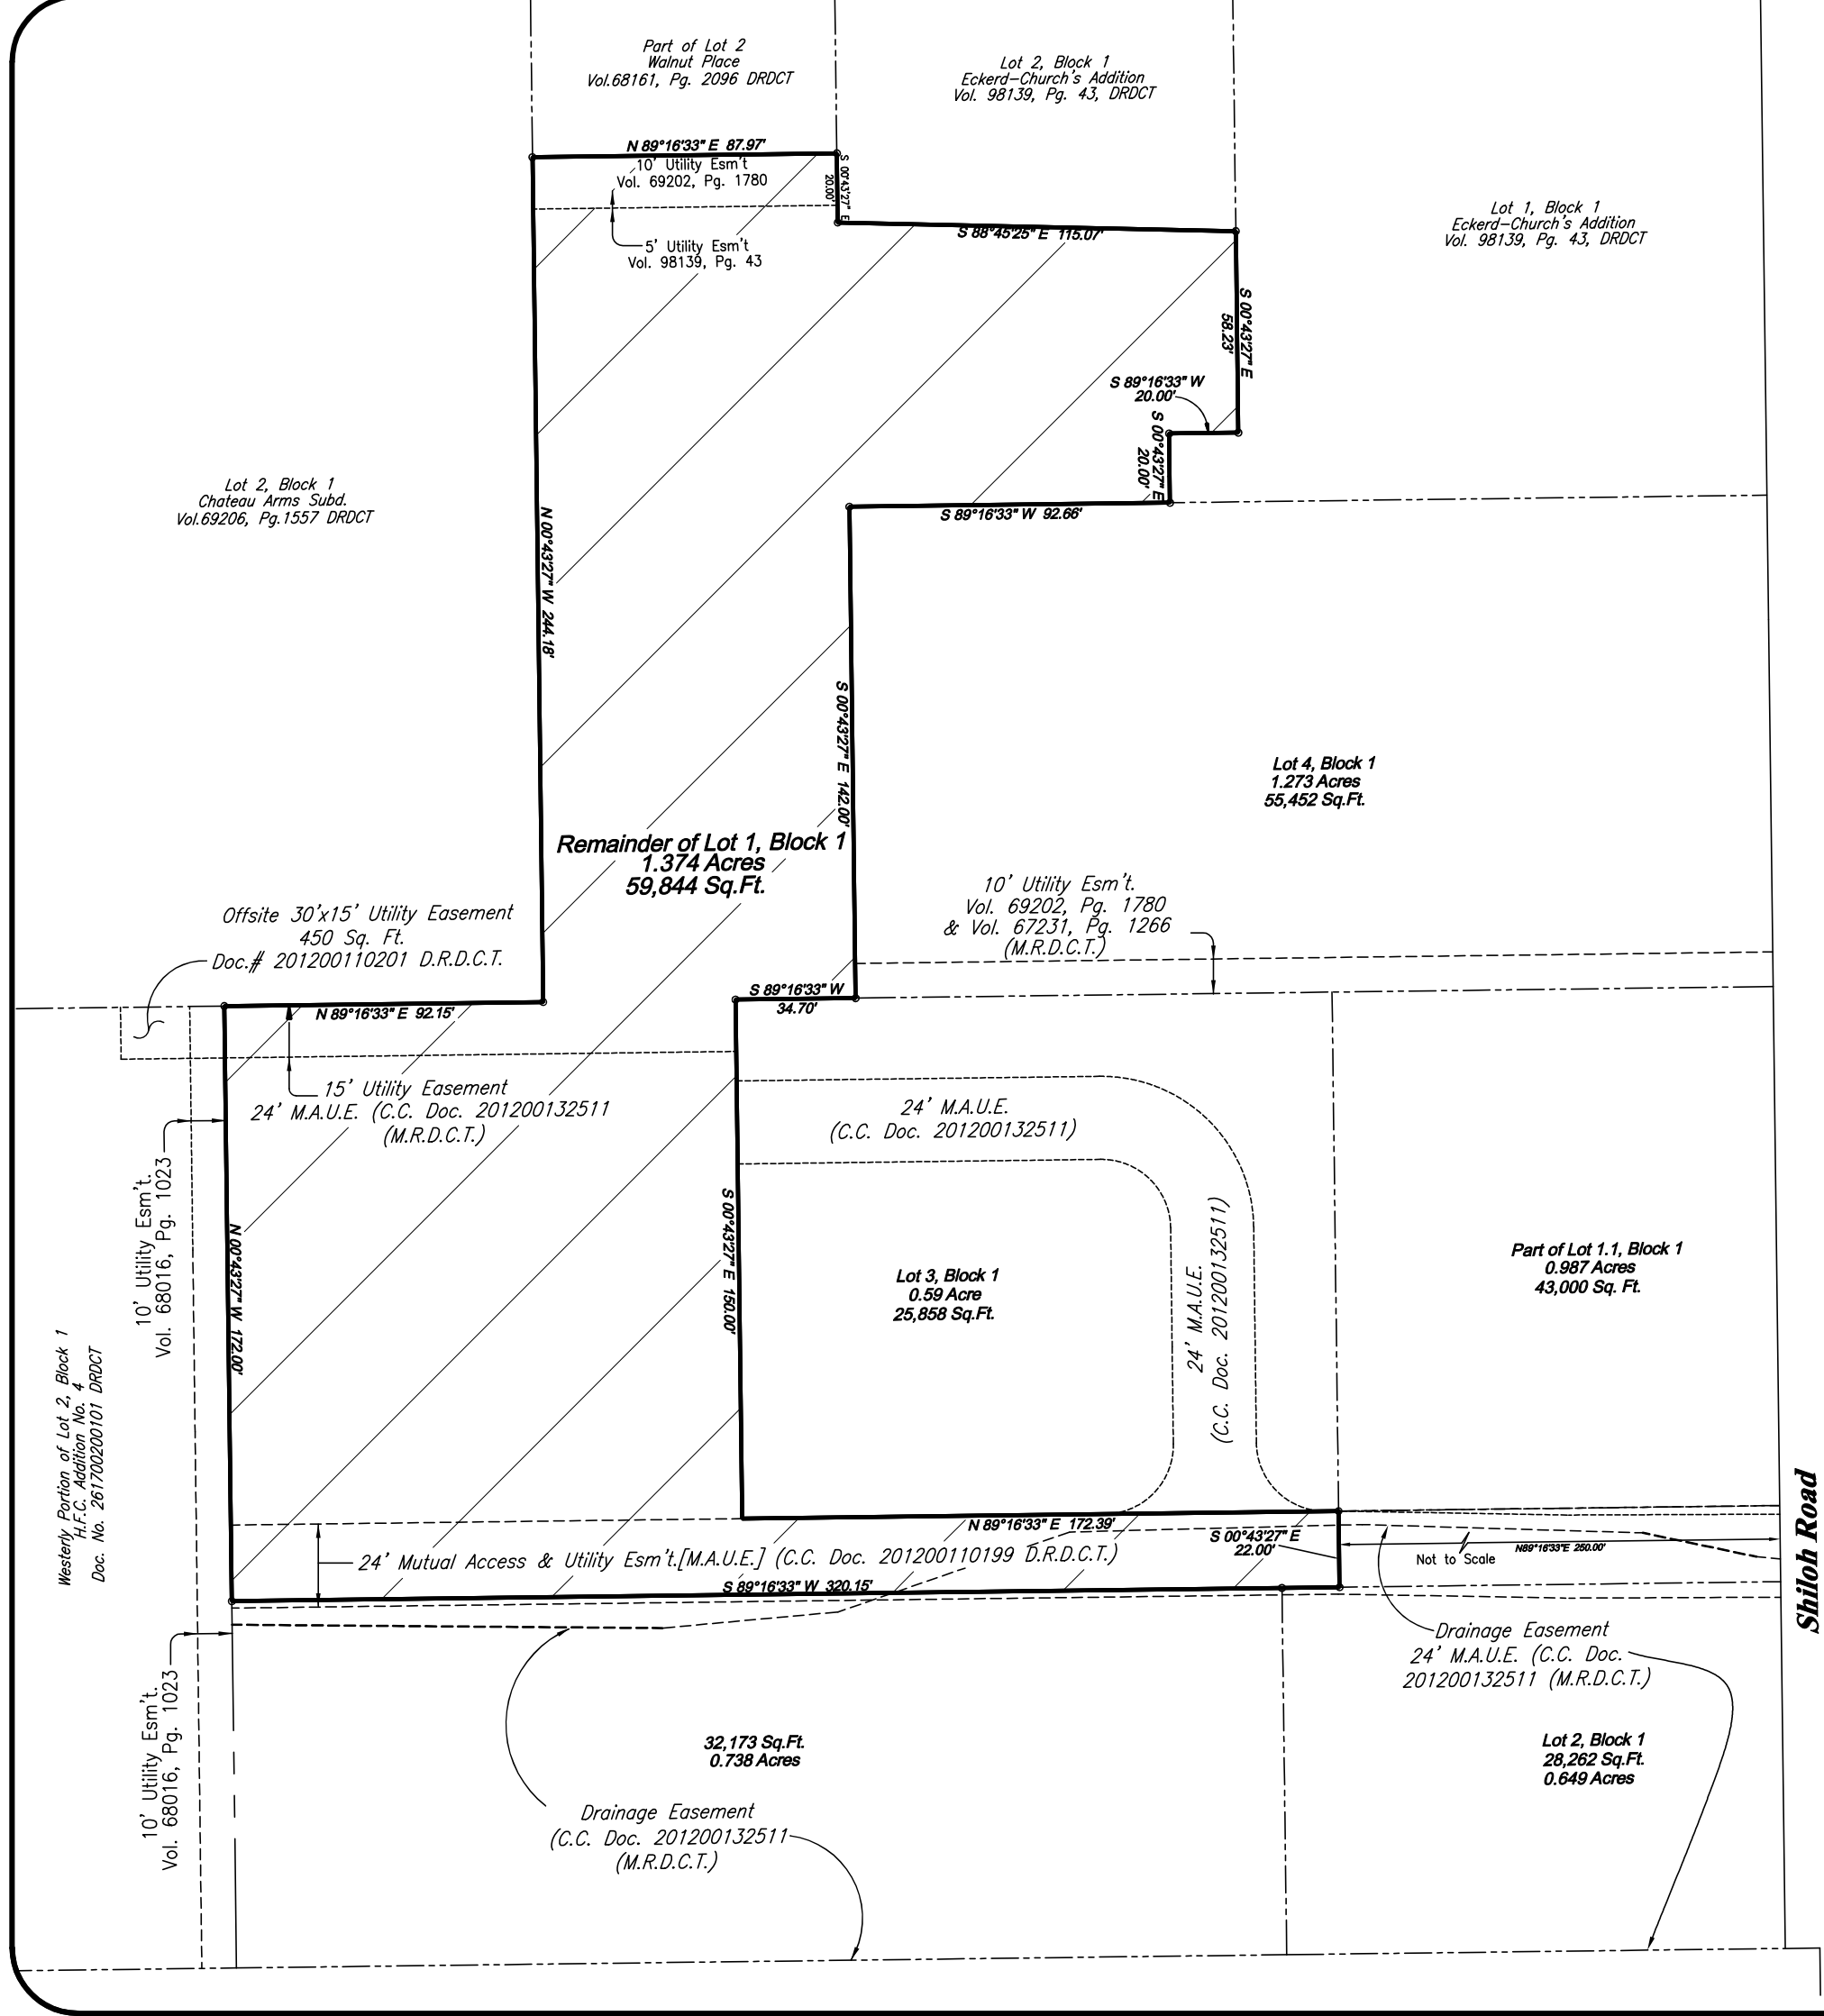 Part of Lot 2
Walnut Place
Vol.68161, Pg. 2096 DRDCT
Lot 2, Block 1
Eckerd-Church's Addition
Vol. 98139, Pg. 43, DRDCT
N 89°16'33" E 87.97'
10' Utility Esm't
Vol. 69202, Pg. 1780
S 00°43'27" E
20.00'
5' Utility Esm't
Vol. 98139, Pg. 43
S 88°45'25" E 115.07'
Lot 1, Block 1
Eckerd-Church's Addition
Vol. 98139, Pg. 43, DRDCT
S 00°43'27" E
58.23'
S 89°16'33" W
20.00'
S 00°43'27" E
20.00'
S 89°16'33" W 92.66'
Lot 2, Block 1
Chateau Arms Subd.
Vol.69206, Pg.1557 DRDCT
N 00°43'27" W 244.18'
S 00°43'27" E 142.00'
Lot 4, Block 1
1.273 Acres
55,452 Sq.Ft.
Remainder of Lot 1, Block 1
1.374 Acres
59,844 Sq.Ft.
10' Utility Esm't.
Vol. 69202, Pg. 1780
& Vol. 67231, Pg. 1266
(M.R.D.C.T.)
Offsite 30'x15' Utility Easement
450 Sq. Ft.
Doc.# 201200110201 D.R.D.C.T.
S 89°16'33" W
34.70'
N 89°16'33" E 92.15'
15' Utility Easement
24' M.A.U.E. (C.C. Doc. 201200132511
(M.R.D.C.T.)
24' M.A.U.E.
(C.C. Doc. 201200132511)
10' Utility Esm't.
Vol. 68016, Pg. 1023
N 00°43'27" W 172.00'
S 00°43'27" E 150.00'
24' M.A.U.E.
(C.C. Doc. 201200132511)
Lot 3, Block 1
0.59 Acre
25,858 Sq.Ft.
Part of Lot 1.1, Block 1
0.987 Acres
43,000 Sq. Ft.
Westerly Portion of Lot 2, Block 1
H.F.C. Addition No. 4
Doc. No. 261700200101 DRDCT
N 89°16'33" E 172.39'
S 00°43'27" E
22.00'
Not to Scale
N89°16'33"E 250.00'
24' Mutual Access & Utility Esm't.[M.A.U.E.] (C.C. Doc. 201200110199 D.R.D.C.T.)
S 89°16'33" W 320.15'
Shiloh Road
Drainage Easement
24' M.A.U.E. (C.C. Doc.
201200132511 (M.R.D.C.T.)
10' Utility Esm't.
Vol. 68016, Pg. 1023
32,173 Sq.Ft.
0.738 Acres
Lot 2, Block 1
28,262 Sq.Ft.
0.649 Acres
Drainage Easement
(C.C. Doc. 201200132511
(M.R.D.C.T.)